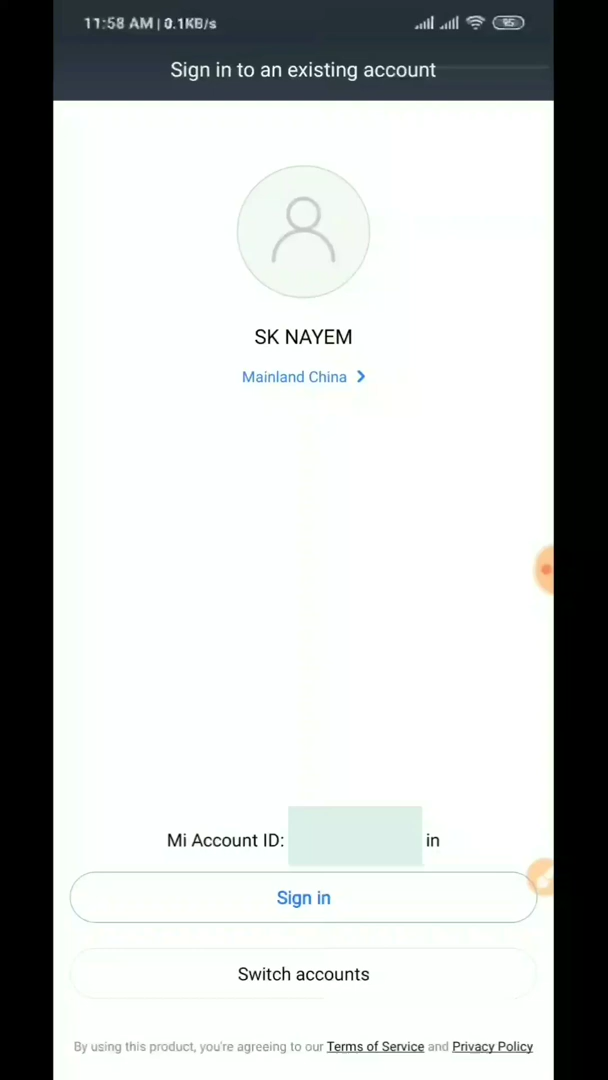 11:58 AM | 0.1KB/s 95
Sign in to an existing account
SK NAYEM
Mainland China
Mi Account ID: in
Sign in
Switch accounts
By using this product, you're agreeing to our Terms of Service and Privacy Policy